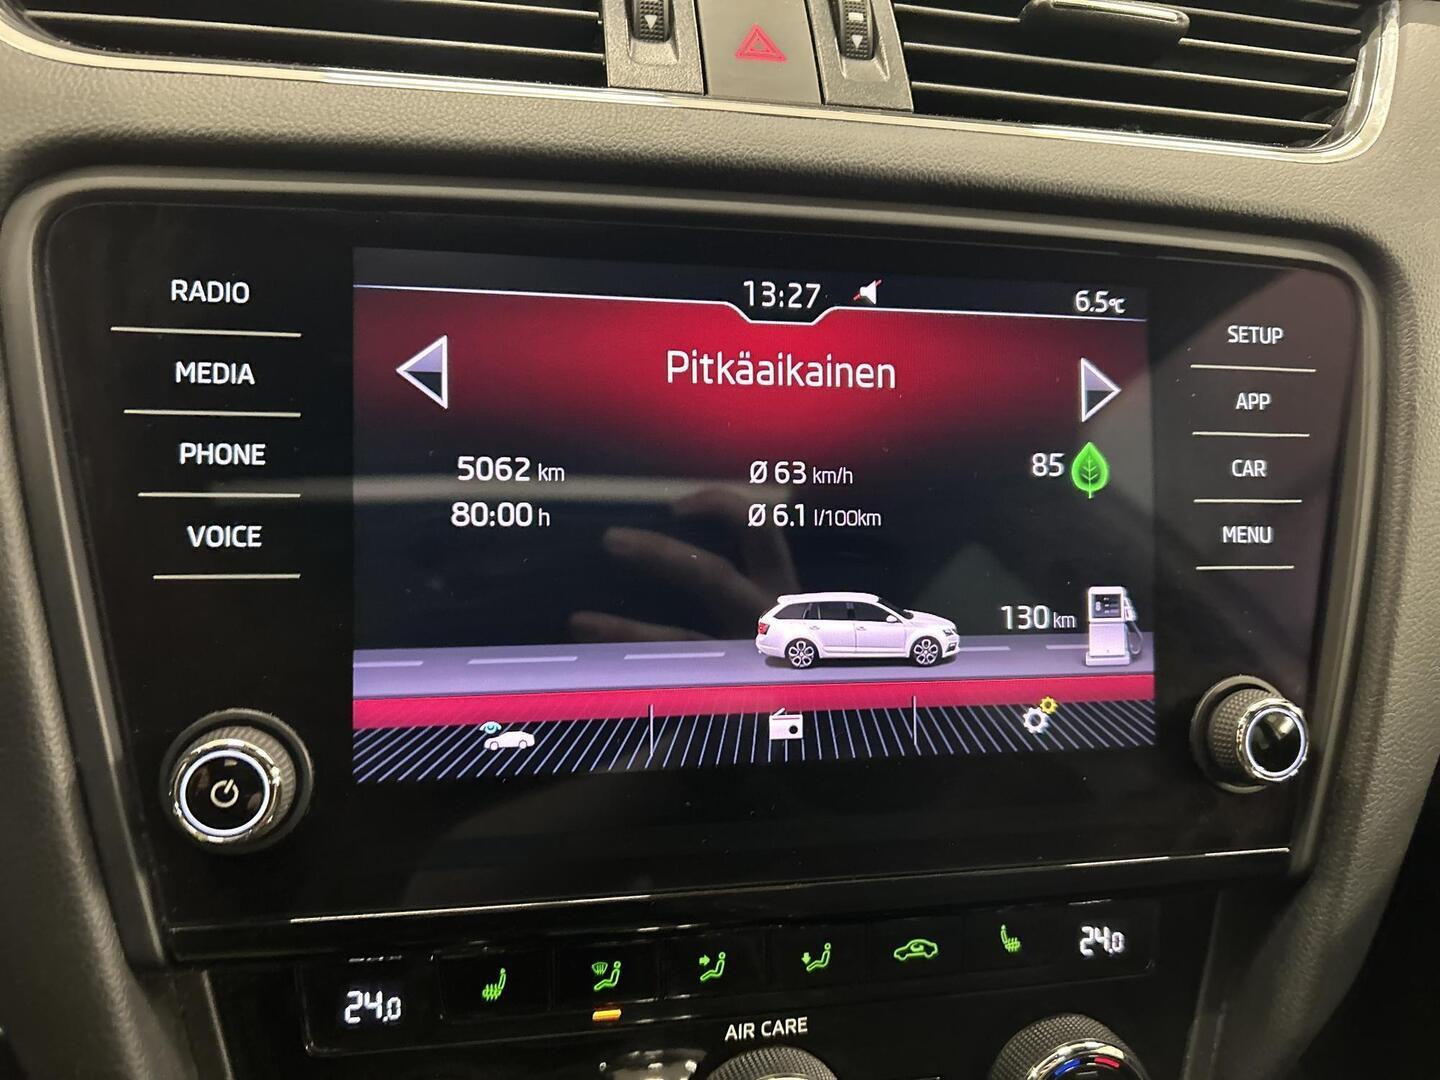 13:27
6.5°C
Pitkäaikainen
5062 km
80:00 h
Ø 63 km/h
Ø 6.1 l/100km
85
130 km
RADIO
MEDIA
PHONE
VOICE
SETUP
APP
CAR
MENU
24.0
24.0
AIR CARE